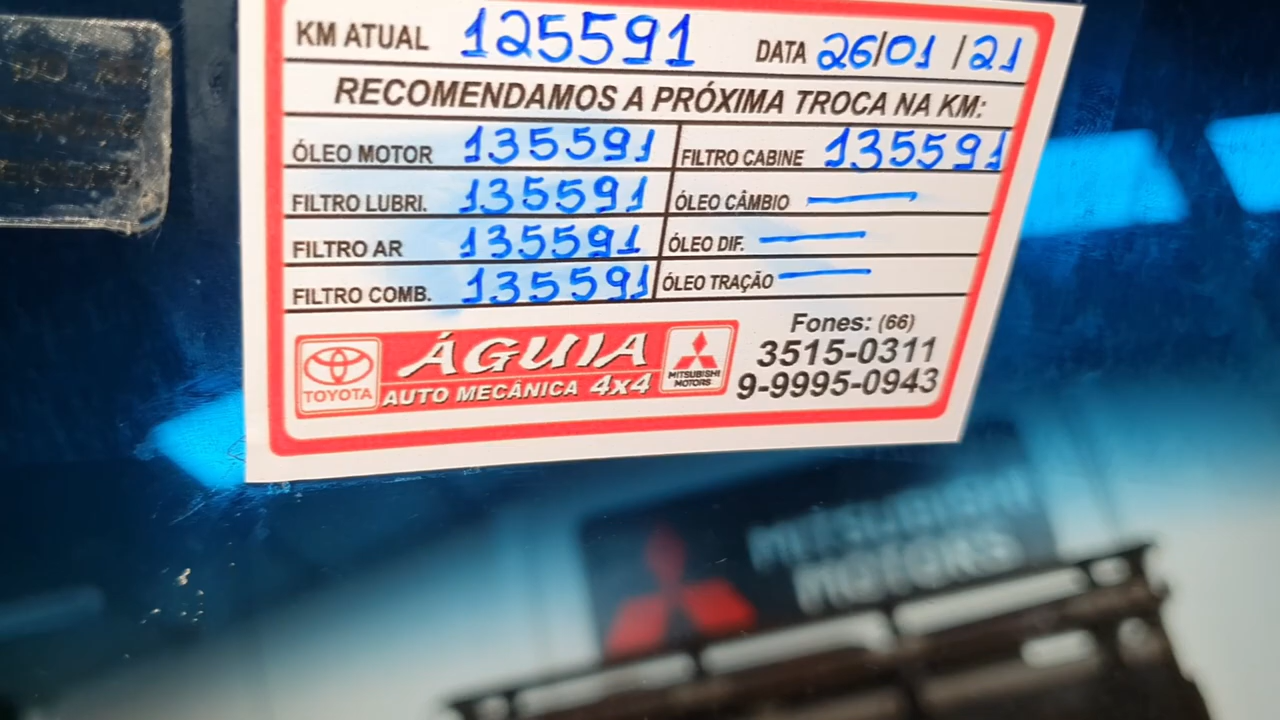 KM ATUAL 125591 DATA 26/01/21
RECOMENDAMOS A PRÓXIMA TROCA NA KM:
ÓLEO MOTOR 135591 FILTRO CABINE 135591
FILTRO LUBRI. 135591 ÓLEO CÂMBIO —
FILTRO AR 135591 ÓLEO DIF. —
FILTRO COMB. 135591 ÓLEO TRAÇÃO —
TOYOTA
ÁGUIA
AUTO MECÂNICA 4x4
MITSUBISHI
MOTORS
Fones: (66)
3515-0311
9-9995-0943
MITSUBISHI
MOTORS